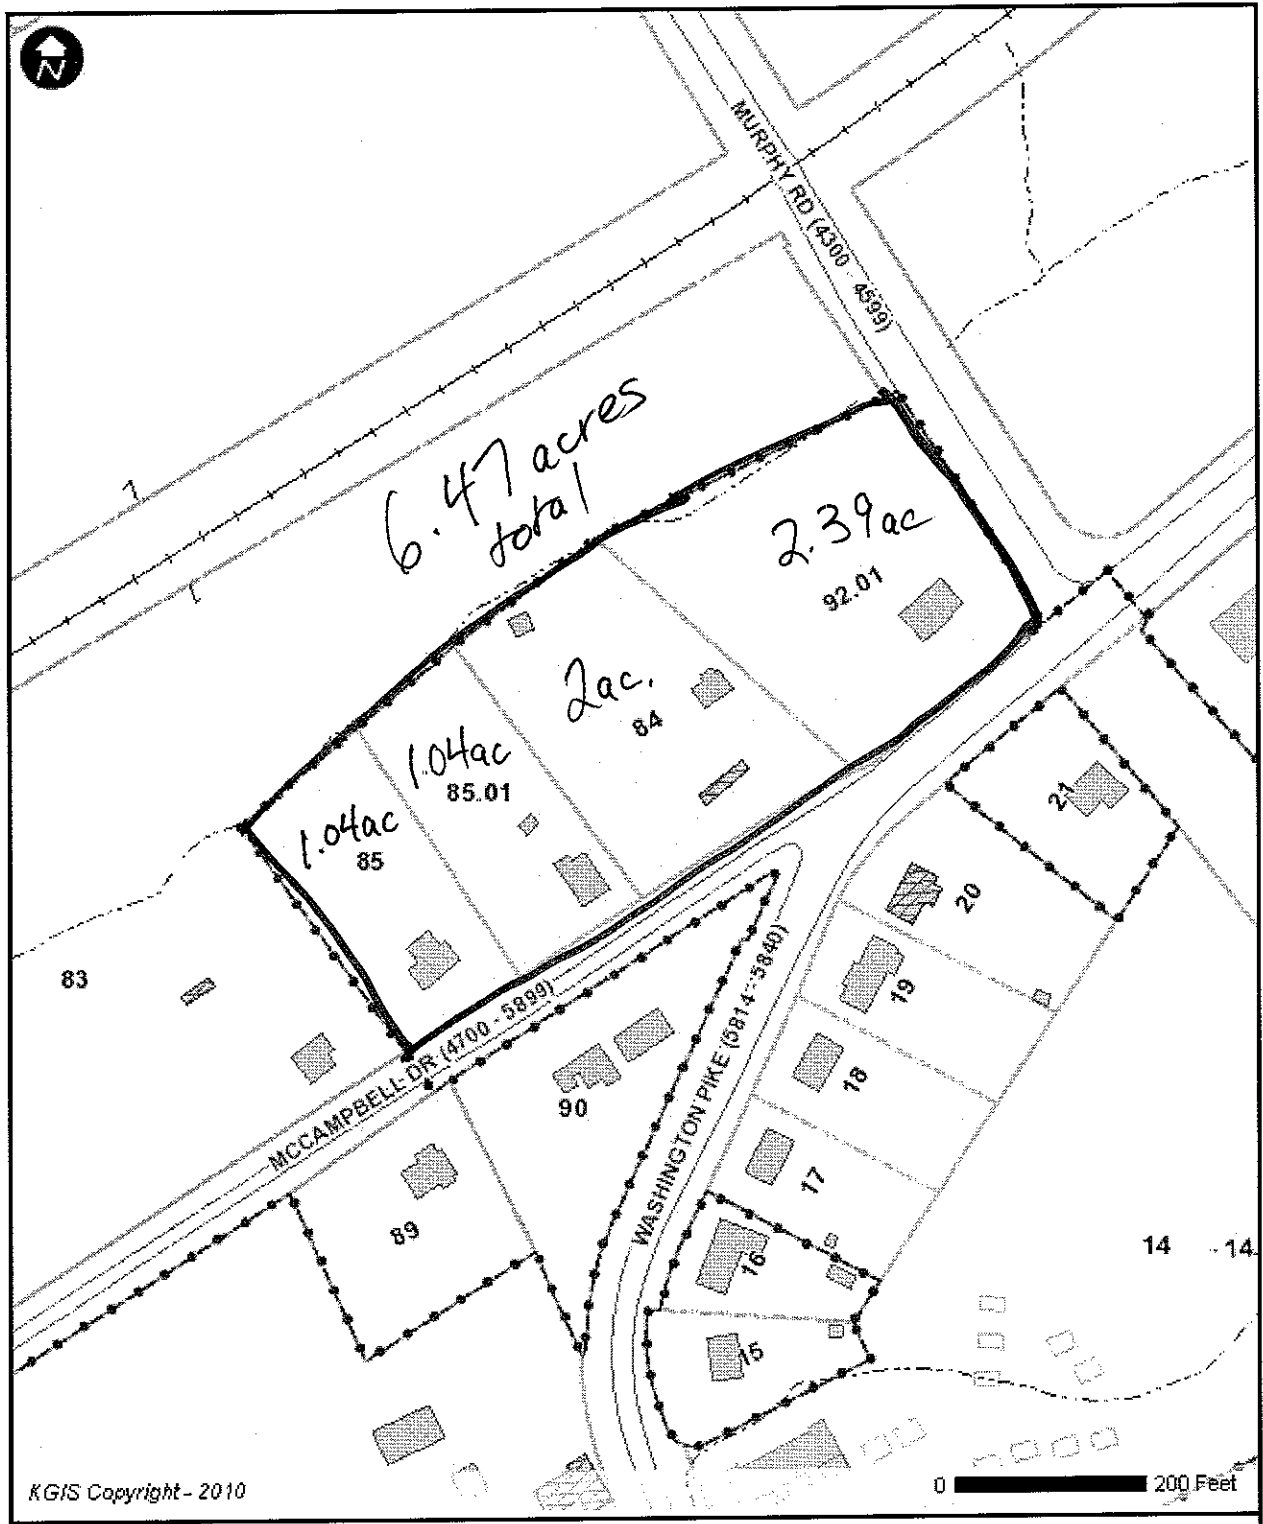 N
MURPHY RD (4300 - 4599)
6.47 acres
total
2.39ac
92.01
2ac.
84
1.04ac
85.01
1.04ac
85
21
20
83
19
MCCAMPBELL DR (4700 - 5899)
WASHINGTON PIKE (5814 - 5840)
18
90
17
89
16
14
- 14
15
KGIS Copyright - 2010
0
200 Feet